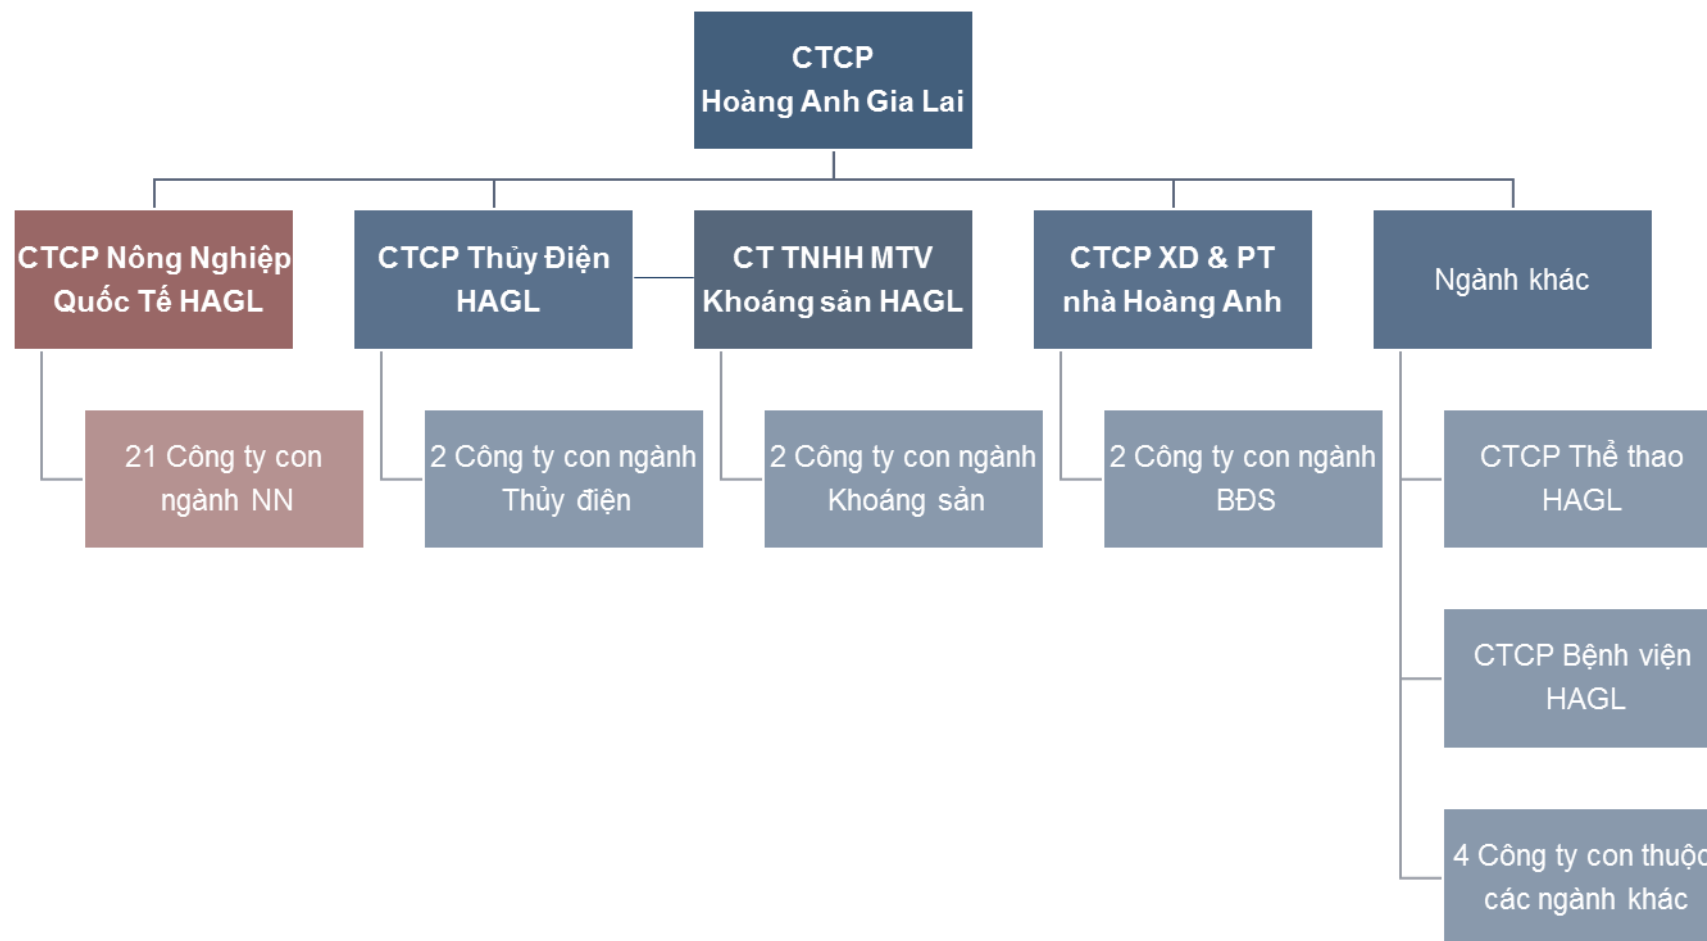 CTCP
Hoàng Anh Gia Lai
CTCP Nông Nghiệp
Quốc Tế HAGL
CTCP Thủy Điện
HAGL
CT TNHH MTV
Khoáng sản HAGL
CTCP XD & PT
nhà Hoàng Anh
Ngành khác
21 Công ty con
ngành NN
2 Công ty con ngành
Thủy điện
2 Công ty con ngành
Khoáng sản
2 Công ty con ngành
BĐS
CTCP Thể thao
HAGL
CTCP Bệnh viện
HAGL
4 Công ty con thuộc
các ngành khác